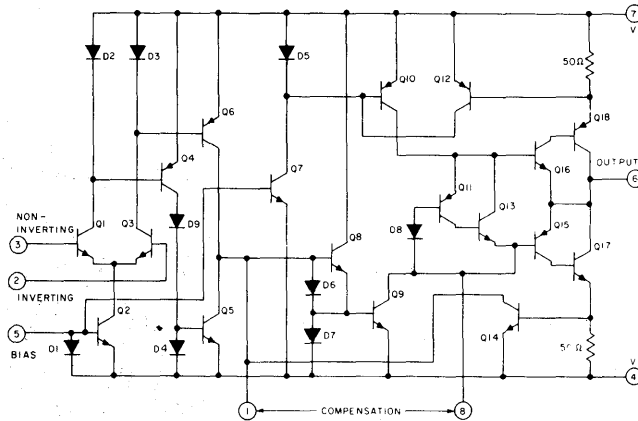 7
V
D2
D3
D5
50Ω
Q10
Q12
Q6
Q18
Q4
Q16
OUTPUT
6
Q11
Q13
Q7
D9
Q1
Q3
NON-
INVERTING
3
D8
Q15
Q8
Q17
2
INVERTING
D6
Q9
Q2
Q5
5
BIAS
D1
D4
D7
Q14
Ω
V
4
1
COMPENSATION
8